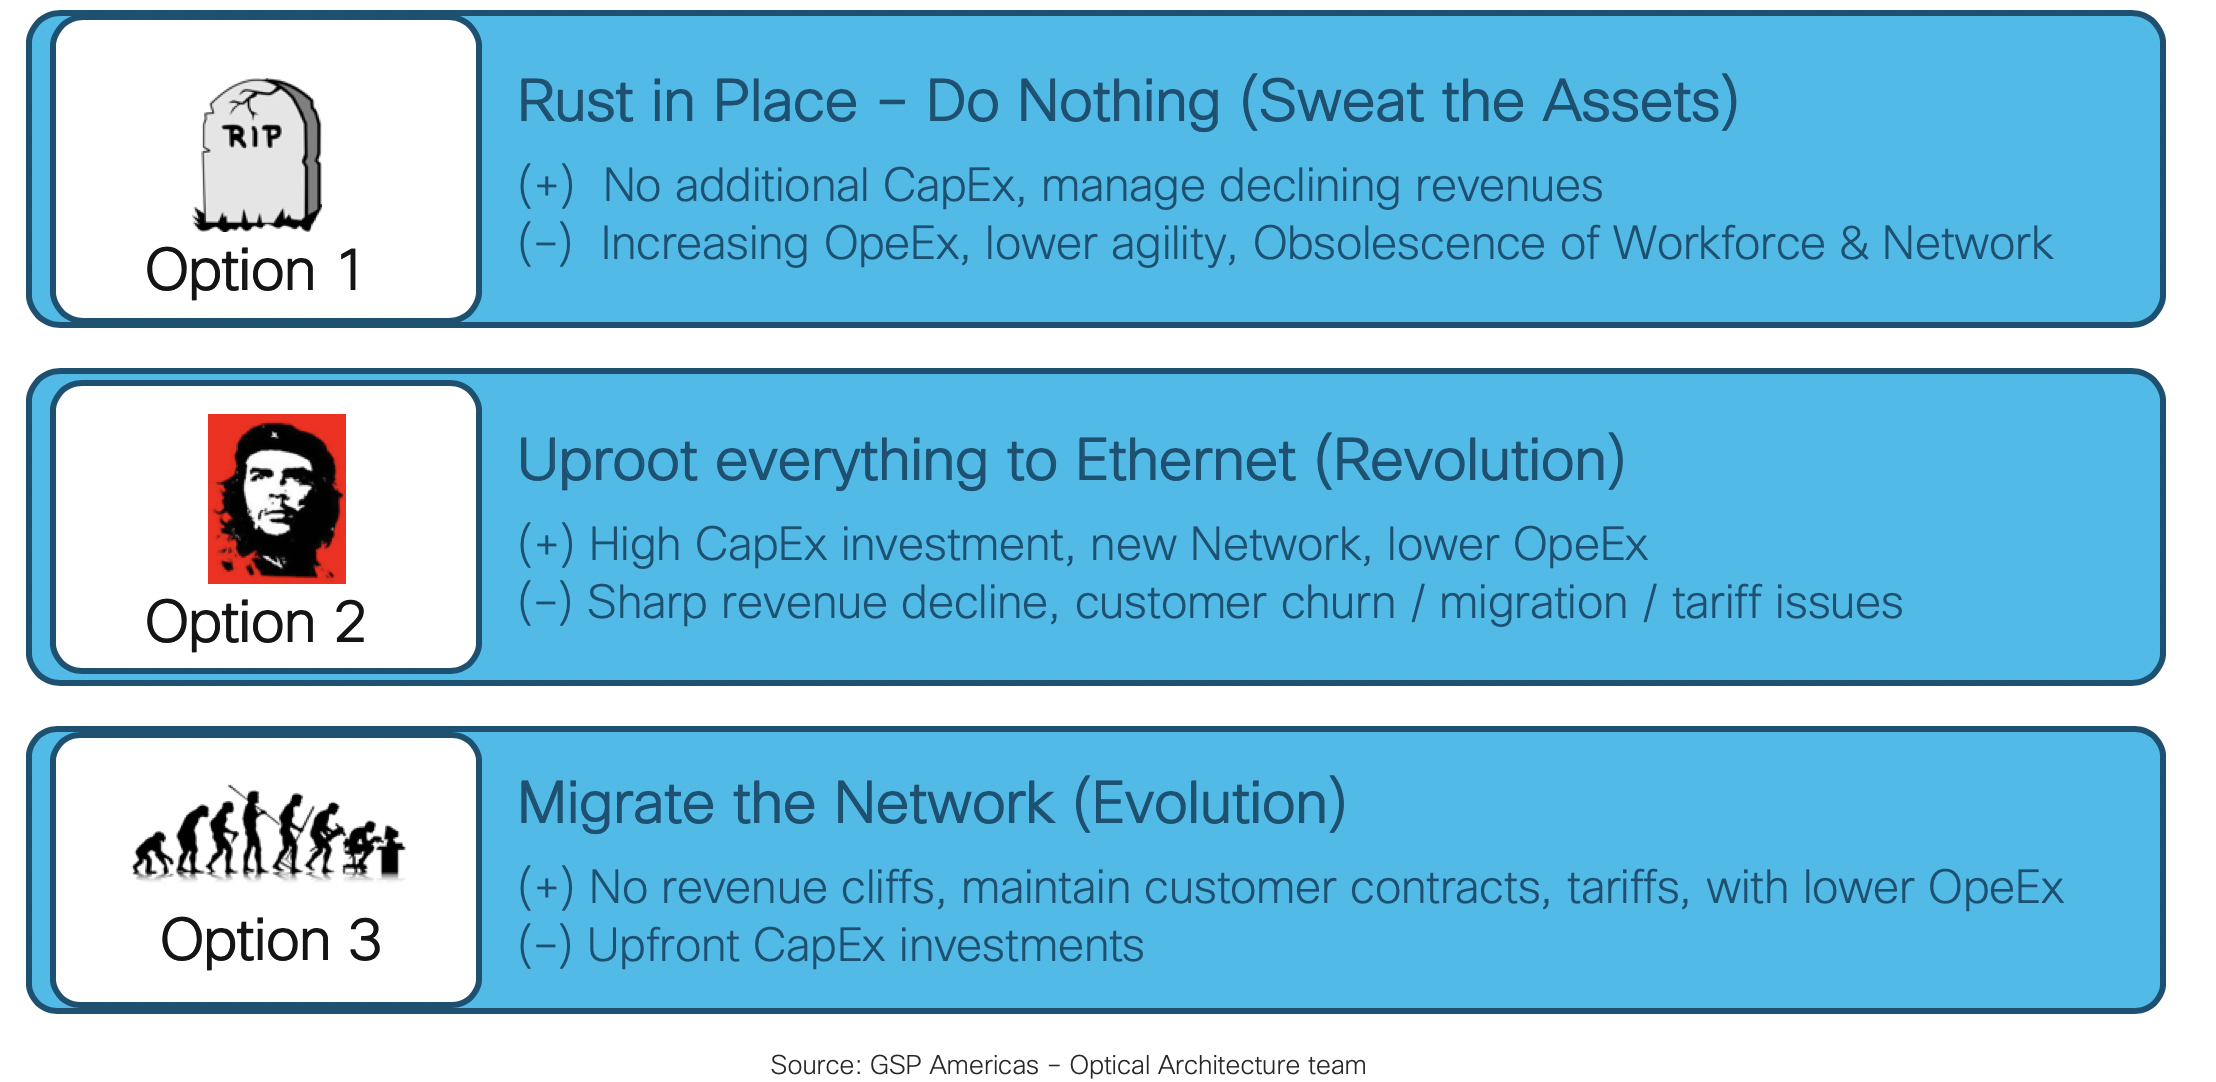 RIP
Option 1
Rust in Place – Do Nothing (Sweat the Assets)
(+) No additional CapEx, manage declining revenues
(–) Increasing OpeEx, lower agility, Obsolescence of Workforce & Network
Option 2
Uproot everything to Ethernet (Revolution)
(+) High CapEx investment, new Network, lower OpeEx
(–) Sharp revenue decline, customer churn / migration / tariff issues
Option 3
Migrate the Network (Evolution)
(+) No revenue cliffs, maintain customer contracts, tariffs, with lower OpeEx
(–) Upfront CapEx investments
Source: GSP Americas – Optical Architecture team